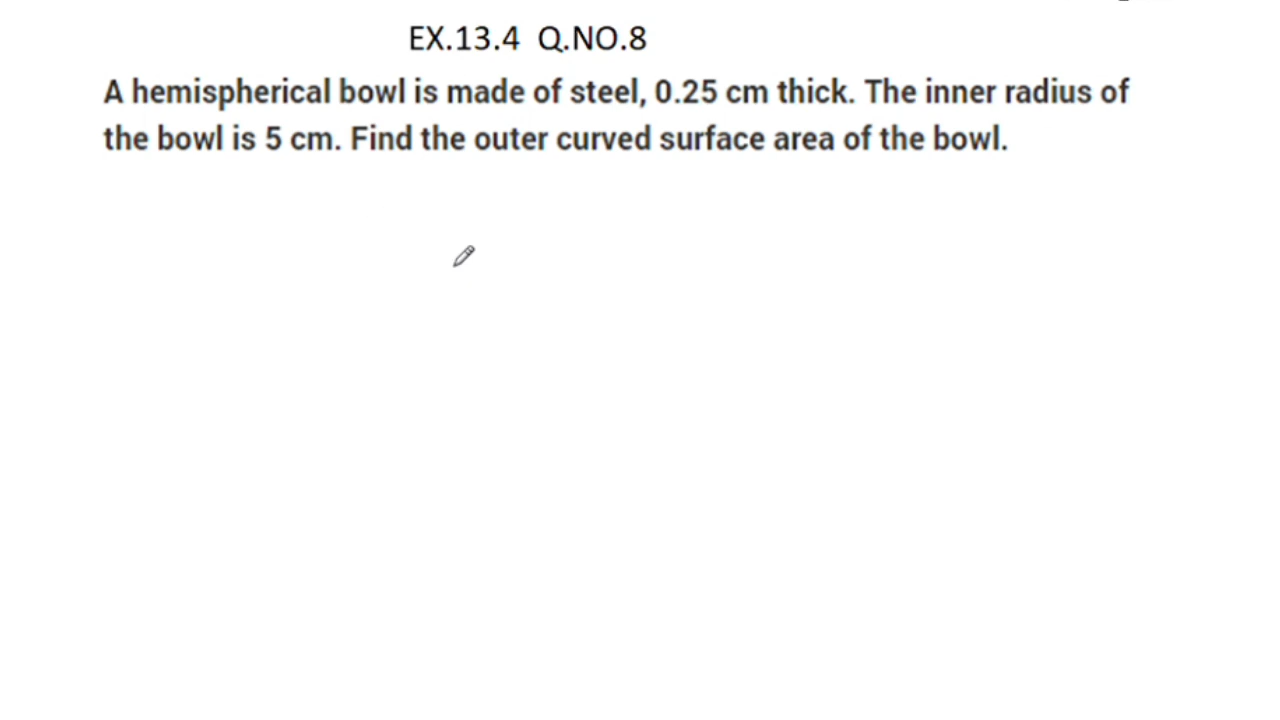 EX.13.4 Q.NO.8
A hemispherical bowl is made of steel, 0.25 cm thick. The inner radius of
the bowl is 5 cm. Find the outer curved surface area of the bowl.